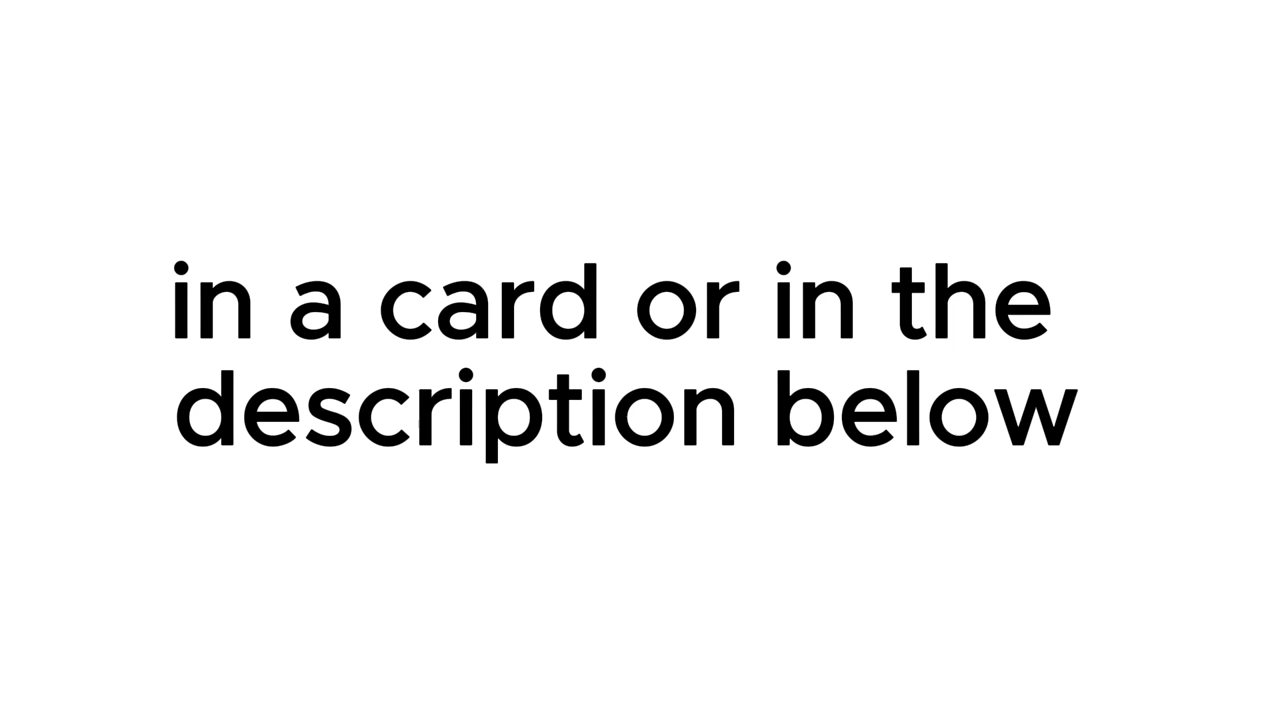 in a card or in the
description below